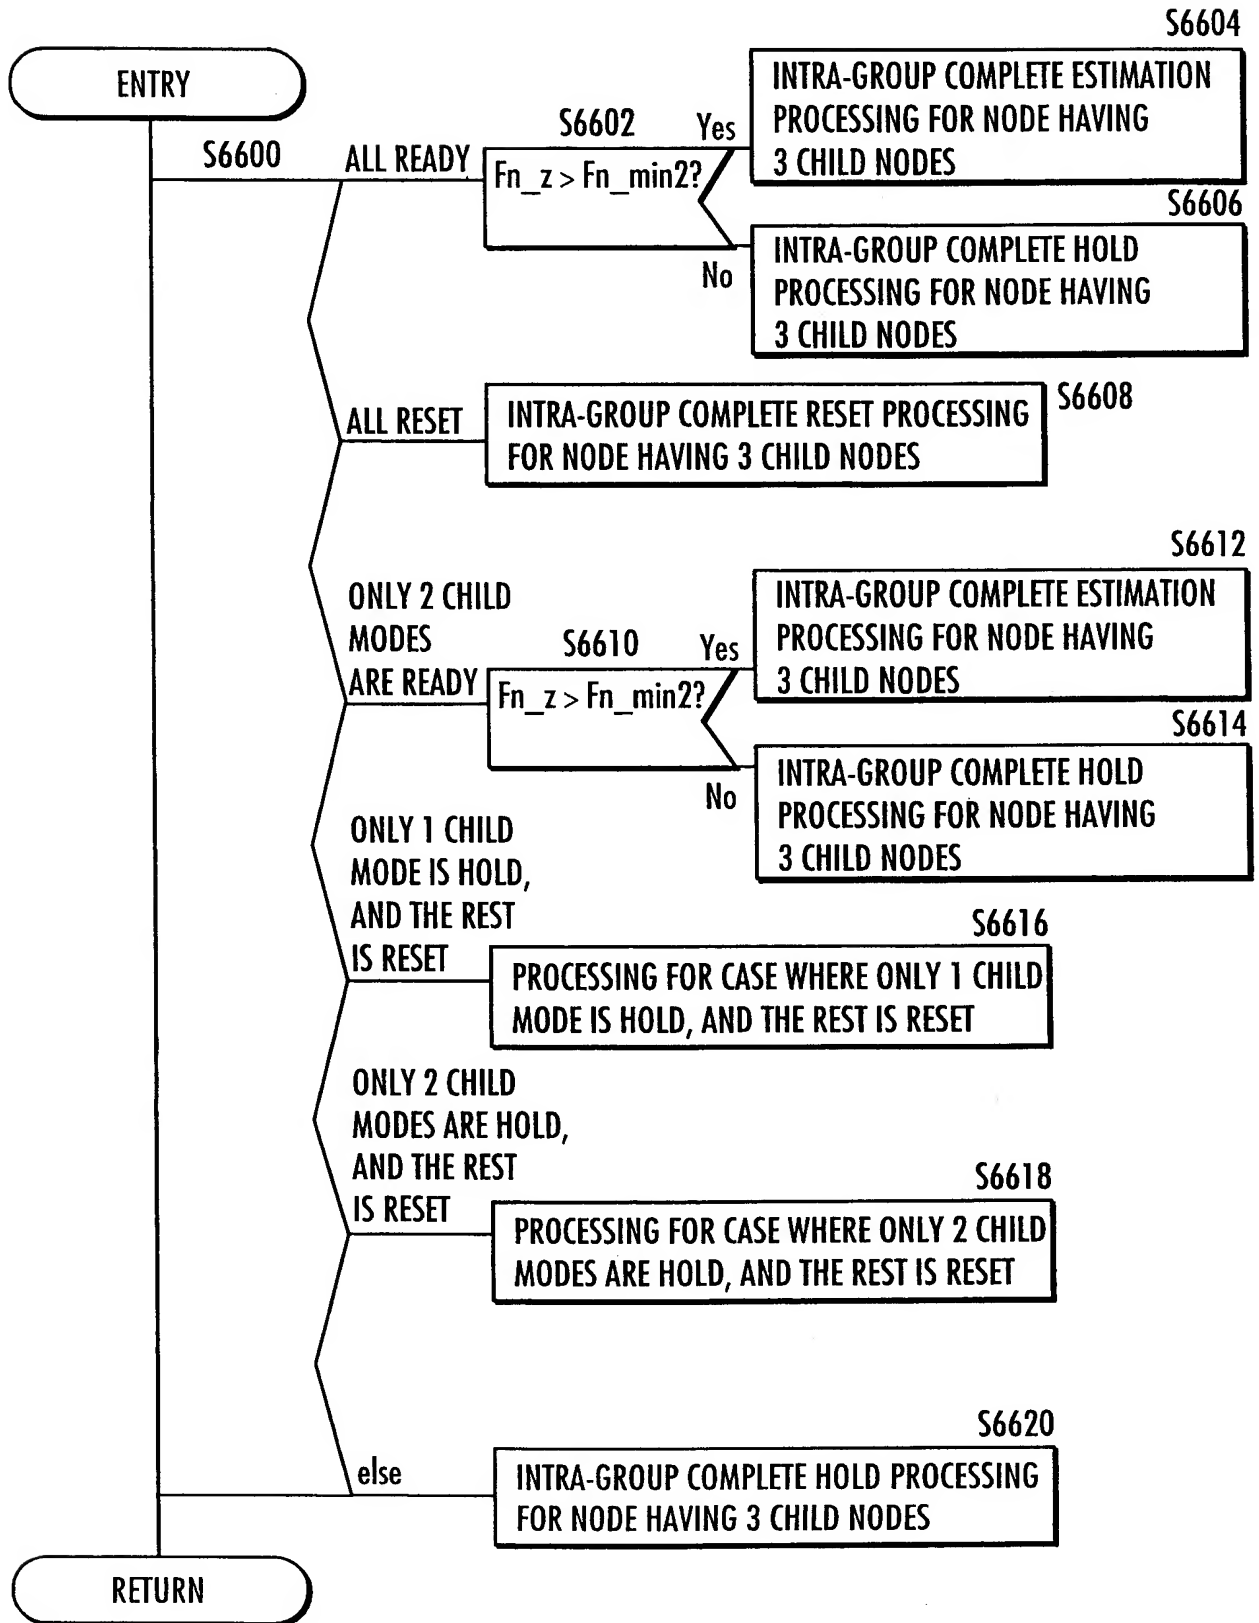 S6604
ENTRY
INTRA-GROUP COMPLETE ESTIMATION
PROCESSING FOR NODE HAVING
3 CHILD NODES
S6600
ALL READY
S6602
Yes
Fn_z > Fn_min2?
No
S6606
INTRA-GROUP COMPLETE HOLD
PROCESSING FOR NODE HAVING
3 CHILD NODES
ALL RESET
INTRA-GROUP COMPLETE RESET PROCESSING
FOR NODE HAVING 3 CHILD NODES
S6608
ONLY 2 CHILD
MODES
ARE READY
S6610
Yes
Fn_z > Fn_min2?
No
S6612
INTRA-GROUP COMPLETE ESTIMATION
PROCESSING FOR NODE HAVING
3 CHILD NODES
S6614
INTRA-GROUP COMPLETE HOLD
PROCESSING FOR NODE HAVING
3 CHILD NODES
ONLY 1 CHILD
MODE IS HOLD,
AND THE REST
IS RESET
S6616
PROCESSING FOR CASE WHERE ONLY 1 CHILD
MODE IS HOLD, AND THE REST IS RESET
ONLY 2 CHILD
MODES ARE HOLD,
AND THE REST
IS RESET
S6618
PROCESSING FOR CASE WHERE ONLY 2 CHILD
MODES ARE HOLD, AND THE REST IS RESET
else
S6620
INTRA-GROUP COMPLETE HOLD PROCESSING
FOR NODE HAVING 3 CHILD NODES
RETURN